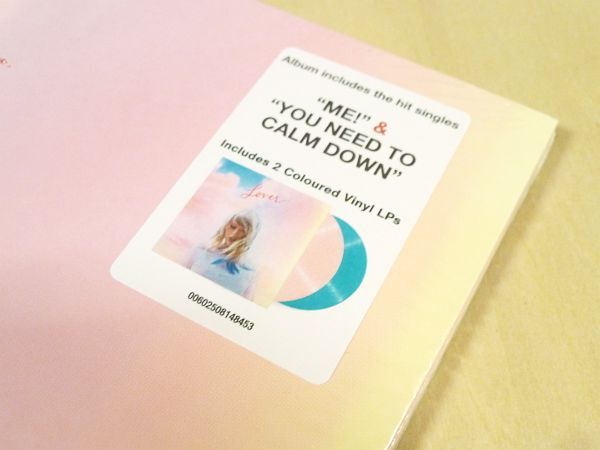 Album includes the hit singles
“ME!” &
“YOU NEED TO
CALM DOWN”
Includes 2 Coloured Vinyl LPs
Lover
00602508148453